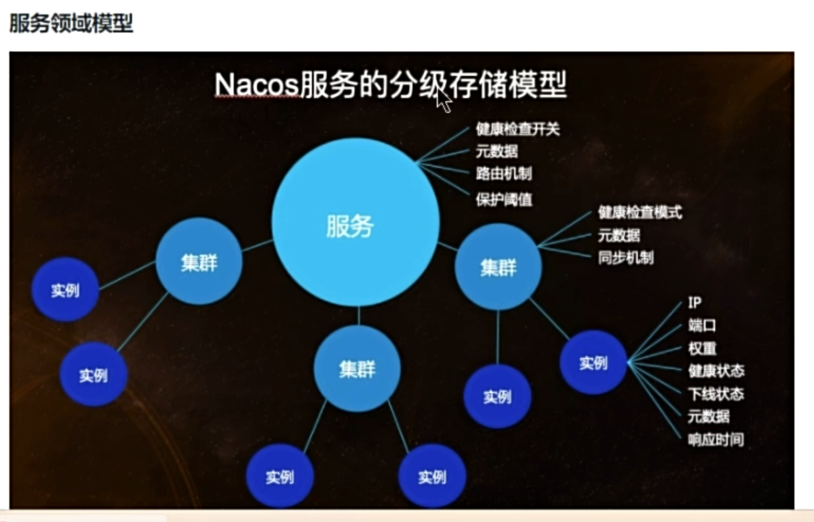 服务领域模型
Nacos服务的分级存储模型
健康检查开关
元数据
路由机制
保护阈值
服务
健康检查模式
元数据
同步机制
集群
集群
实例
IP
端口
权重
健康状态
下线状态
元数据
响应时间
实例
集群
实例
实例
实例
实例